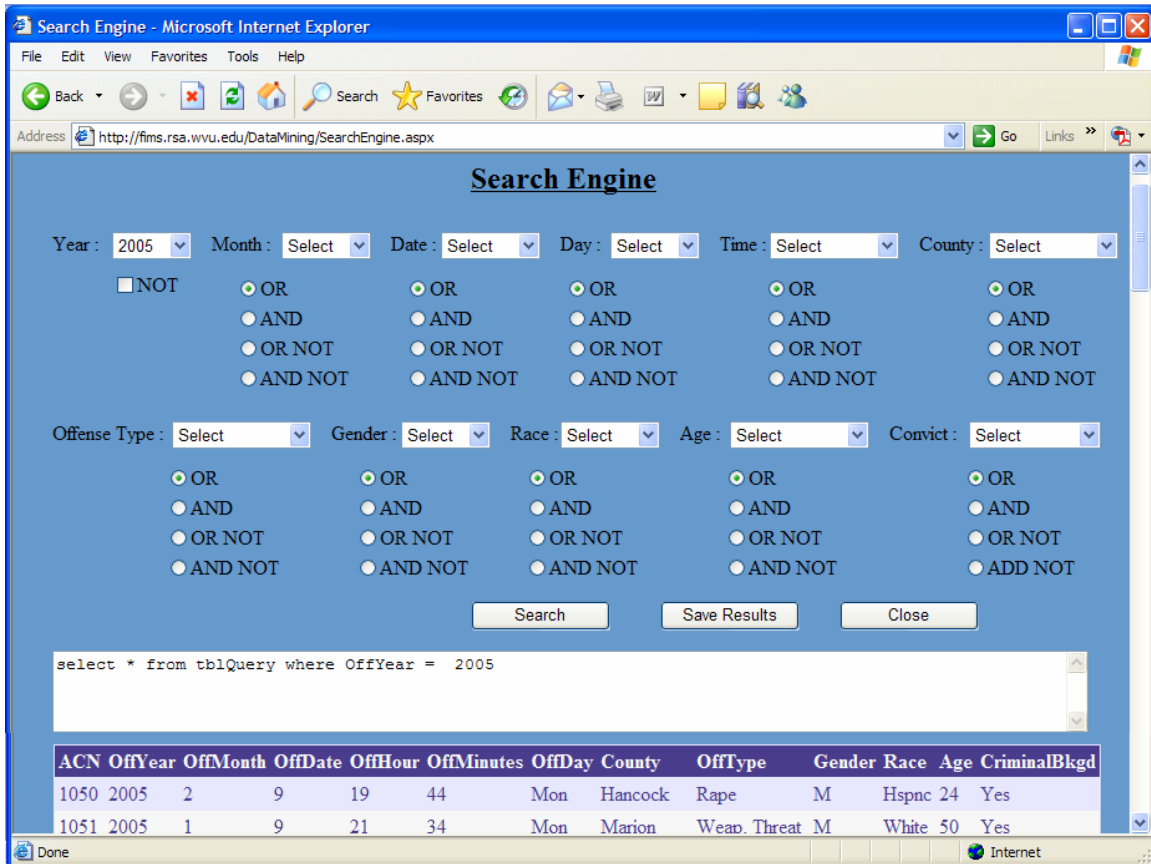 Search Engine - Microsoft Internet Explorer
File Edit View Favorites Tools Help
Back Search Favorites
Address http://fims.rsa.wvu.edu/DataMining/SearchEngine.aspx Go Links »
Search Engine
Year : 2005 Month : Select Date : Select Day : Select Time : Select County : Select
NOT OR OR OR OR OR
AND AND AND AND AND
OR NOT OR NOT OR NOT OR NOT OR NOT
AND NOT AND NOT AND NOT AND NOT AND NOT
Offense Type : Select Gender : Select Race : Select Age : Select Convict : Select
OR OR OR OR OR
AND AND AND AND AND
OR NOT OR NOT OR NOT OR NOT OR NOT
AND NOT AND NOT AND NOT AND NOT ADD NOT
Search Save Results Close
select * from tblQuery where OffYear =  2005
ACN OffYear OffMonth OffDate OffHour OffMinutes OffDay County OffType Gender Race Age CriminalBkgd
1050 2005 2 9 19 44 Mon Hancock Rape M Hspnc 24 Yes
1051 2005 1 9 21 34 Mon Marion Weap. Threat M White 50 Yes
Done Internet